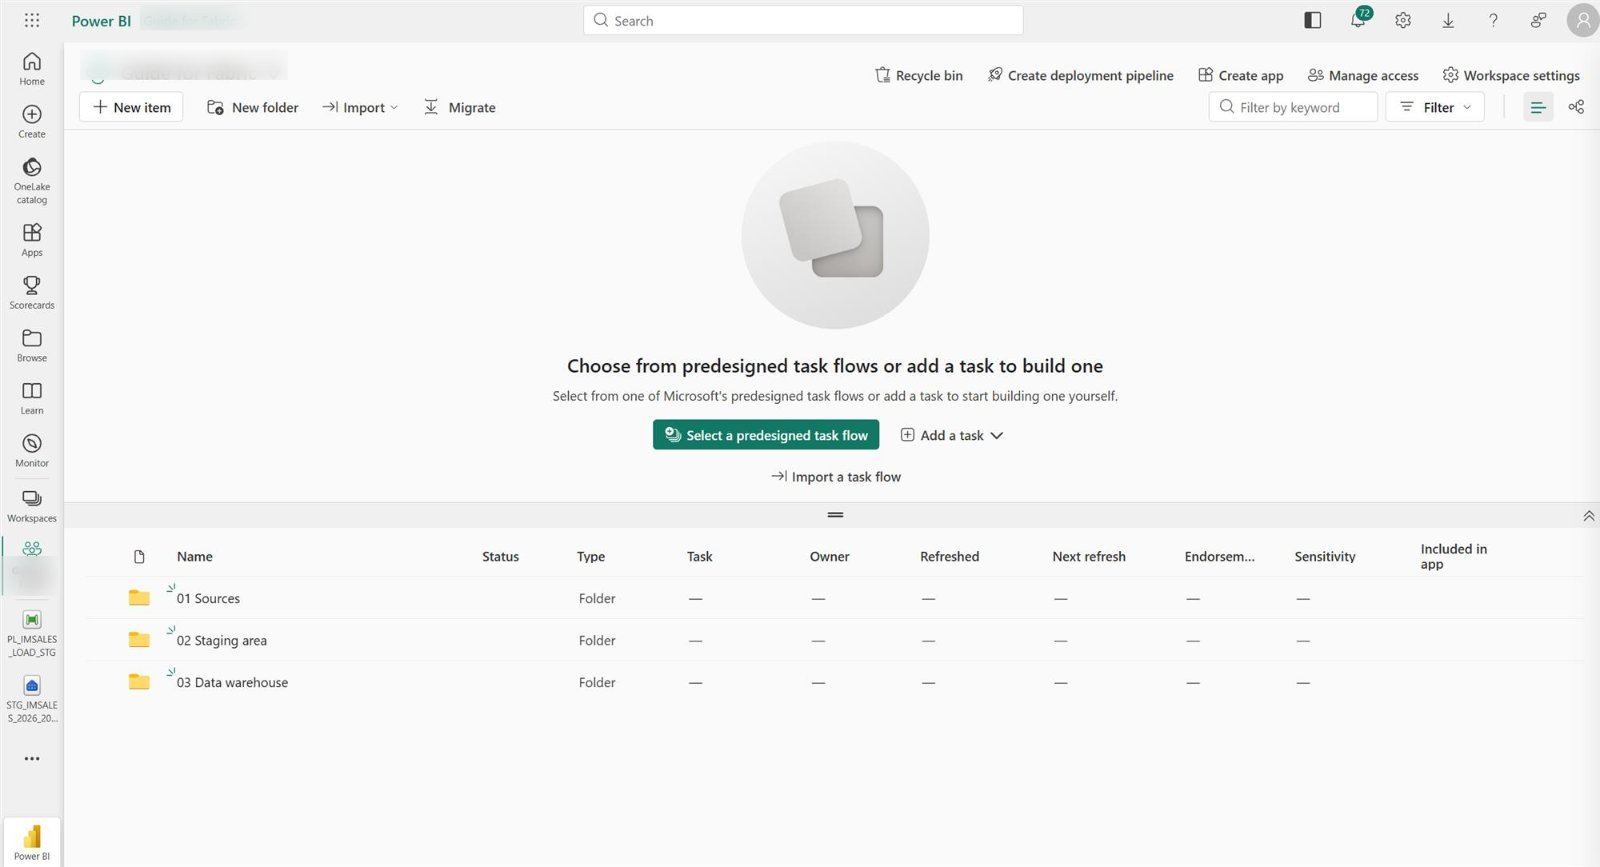 Power BI
Search
72
Home
Create
OneLake
catalog
Apps
Scorecards
Browse
Learn
Monitor
Workspaces
PL_IMSALES
_LOAD_STG
STG_IMSALE
S_2026_20...
Power BI
Guide for Fabric
Recycle bin
Create deployment pipeline
Create app
Manage access
Workspace settings
New item
New folder
Import
Migrate
Filter by keyword
Filter
Choose from predesigned task flows or add a task to build one
Select from one of Microsoft's predesigned task flows or add a task to start building one yourself.
Select a predesigned task flow
Add a task
Import a task flow
Name Status Type Task Owner Refreshed Next refresh Endorsem... Sensitivity Included in
app
01 Sources Folder — — — — — —
02 Staging area Folder — — — — — —
03 Data warehouse Folder — — — — — —